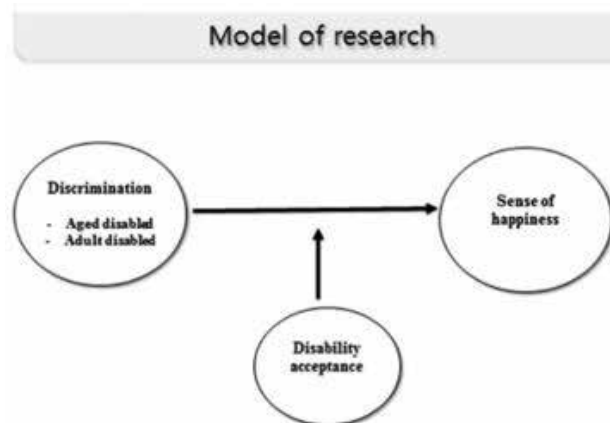 Model of research
Discrimination
- Aged disabled
- Adult disabled
Sense of
happiness
Disability
acceptance